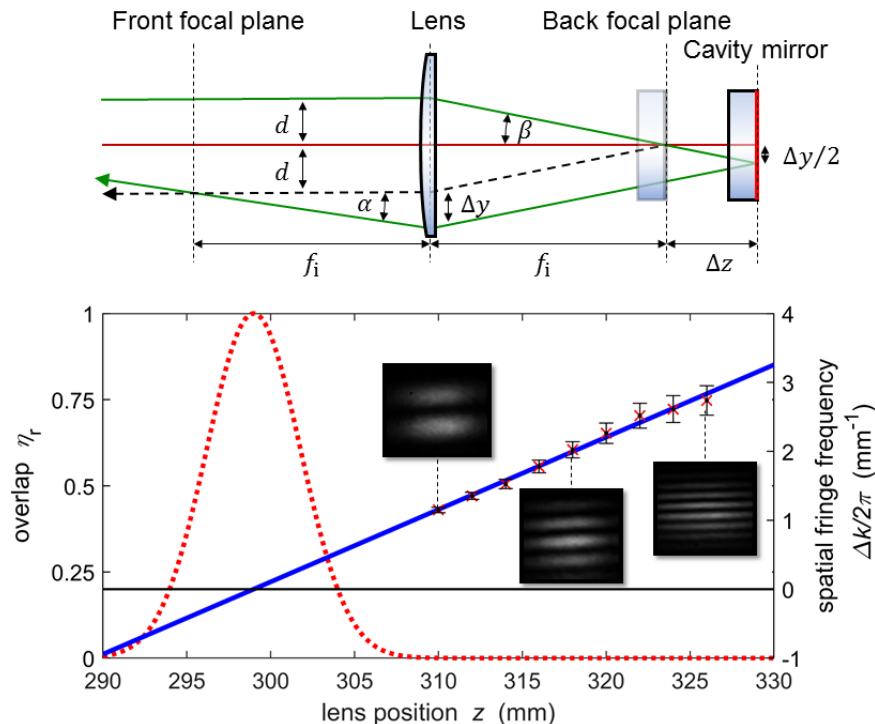 Front focal plane
Lens
Back focal plane
Cavity mirror
d
β
Δy/2
d
α
Δy
f_i
f_i
Δz
1
0.75
0.5
0.25
0
overlap η_r
4
3
2
1
0
-1
spatial fringe frequency
Δk/2π (mm⁻¹)
290
295
300
305
310
315
320
325
330
lens position z (mm)